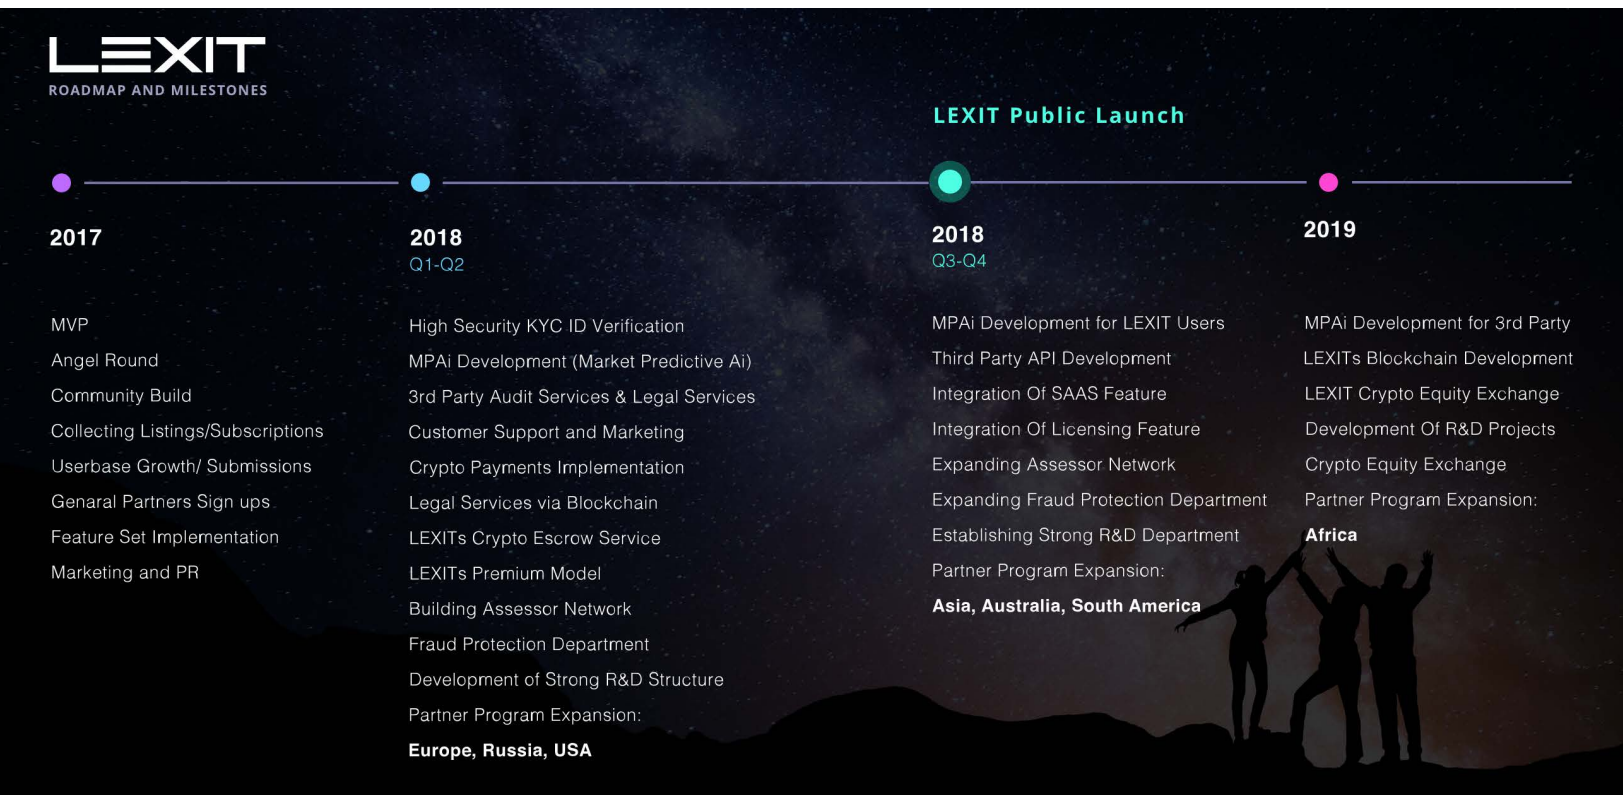 LEXIT
ROADMAP AND MILESTONES
LEXIT Public Launch
2017
MVP
Angel Round
Community Build
Collecting Listings/Subscriptions
Userbase Growth/ Submissions
Genaral Partners Sign ups
Feature Set Implementation
Marketing and PR
2018
Q1-Q2
High Security KYC ID Verification
MPAi Development (Market Predictive Ai)
3rd Party Audit Services & Legal Services
Customer Support and Marketing
Crypto Payments Implementation
Legal Services via Blockchain
LEXITs Crypto Escrow Service
LEXITs Premium Model
Building Assessor Network
Fraud Protection Department
Development of Strong R&D Structure
Partner Program Expansion:
Europe, Russia, USA
2018
Q3-Q4
MPAi Development for LEXIT Users
Third Party API Development
Integration Of SAAS Feature
Integration Of Licensing Feature
Expanding Assessor Network
Expanding Fraud Protection Department
Establishing Strong R&D Department
Partner Program Expansion:
Asia, Australia, South America
2019
MPAi Development for 3rd Party
LEXITs Blockchain Development
LEXIT Crypto Equity Exchange
Development Of R&D Projects
Crypto Equity Exchange
Partner Program Expansion:
Africa